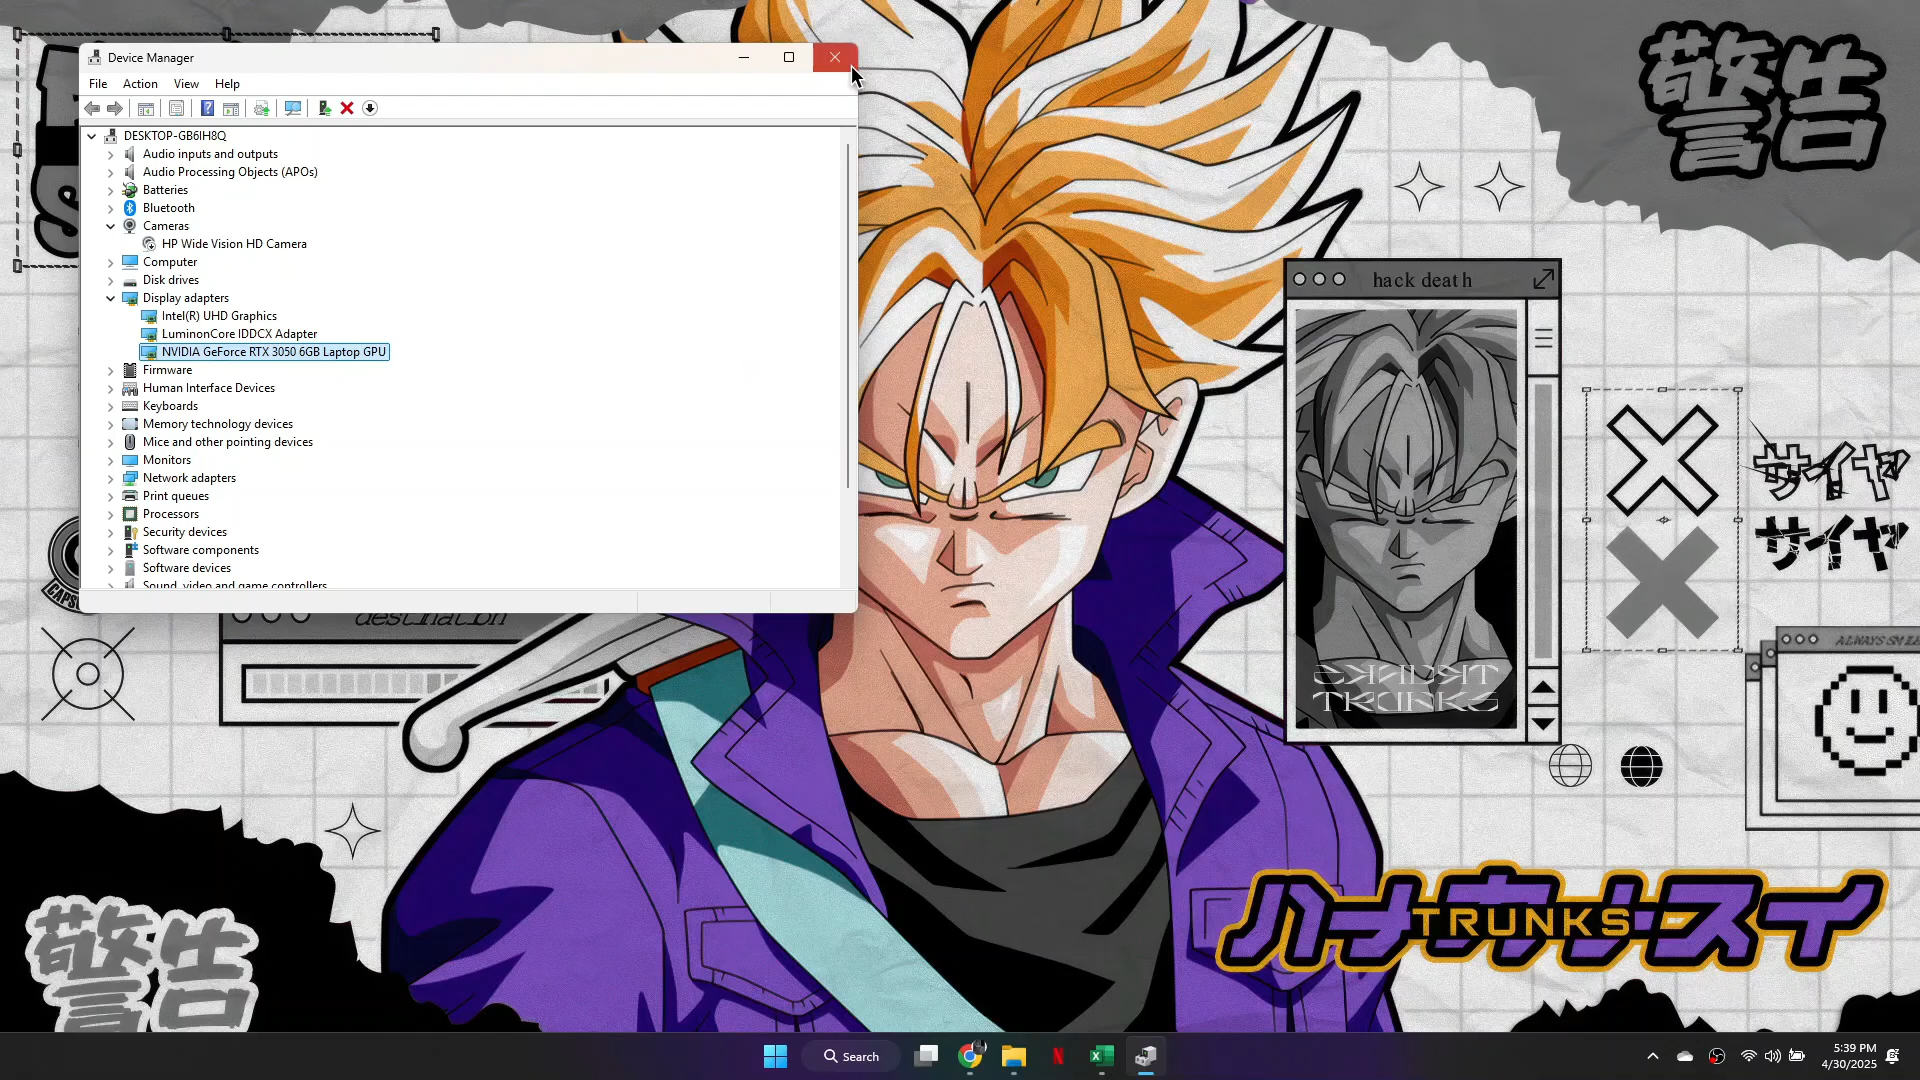 Device Manager
File Action View Help
DESKTOP-GB6IH8Q
Audio inputs and outputs
Audio Processing Objects (APOs)
Batteries
Bluetooth
Cameras
HP Wide Vision HD Camera
Computer
Disk drives
Display adapters
Intel(R) UHD Graphics
LuminonCore IDDCX Adapter
NVIDIA GeForce RTX 3050 6GB Laptop GPU
Firmware
Human Interface Devices
Keyboards
Memory technology devices
Mice and other pointing devices
Monitors
Network adapters
Print queues
Processors
Security devices
Software components
Software devices
Sound, video and game controllers
警告
hack death
サイヤ
サイヤ
destination
TRUNKS
警告
Search
5:39 PM
4/30/2025